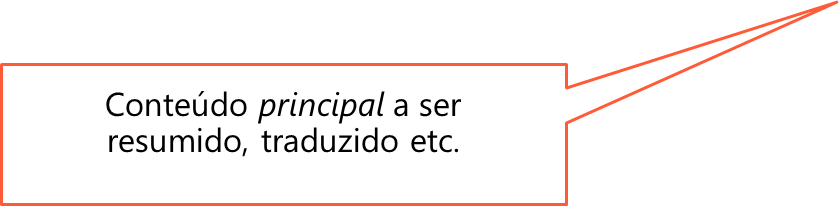 Conteúdo principal a ser
resumido, traduzido etc.